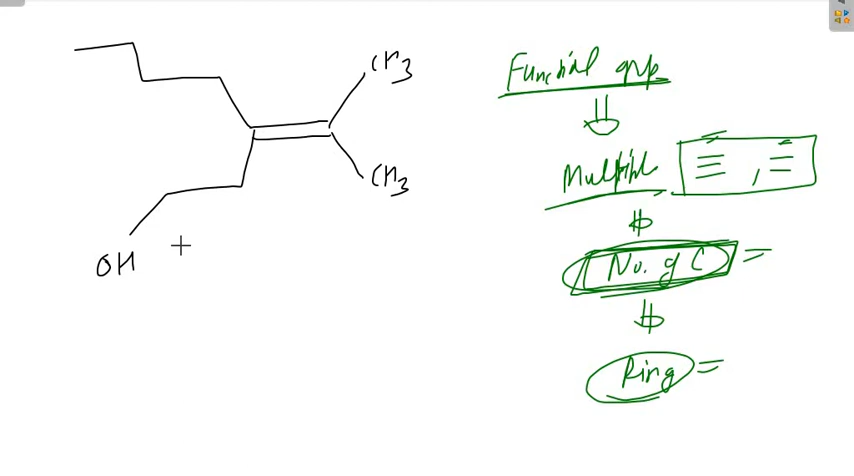 CH3
CH3
OH
Functional grp
Multiple ≡ , =
No. of C =
Ring =